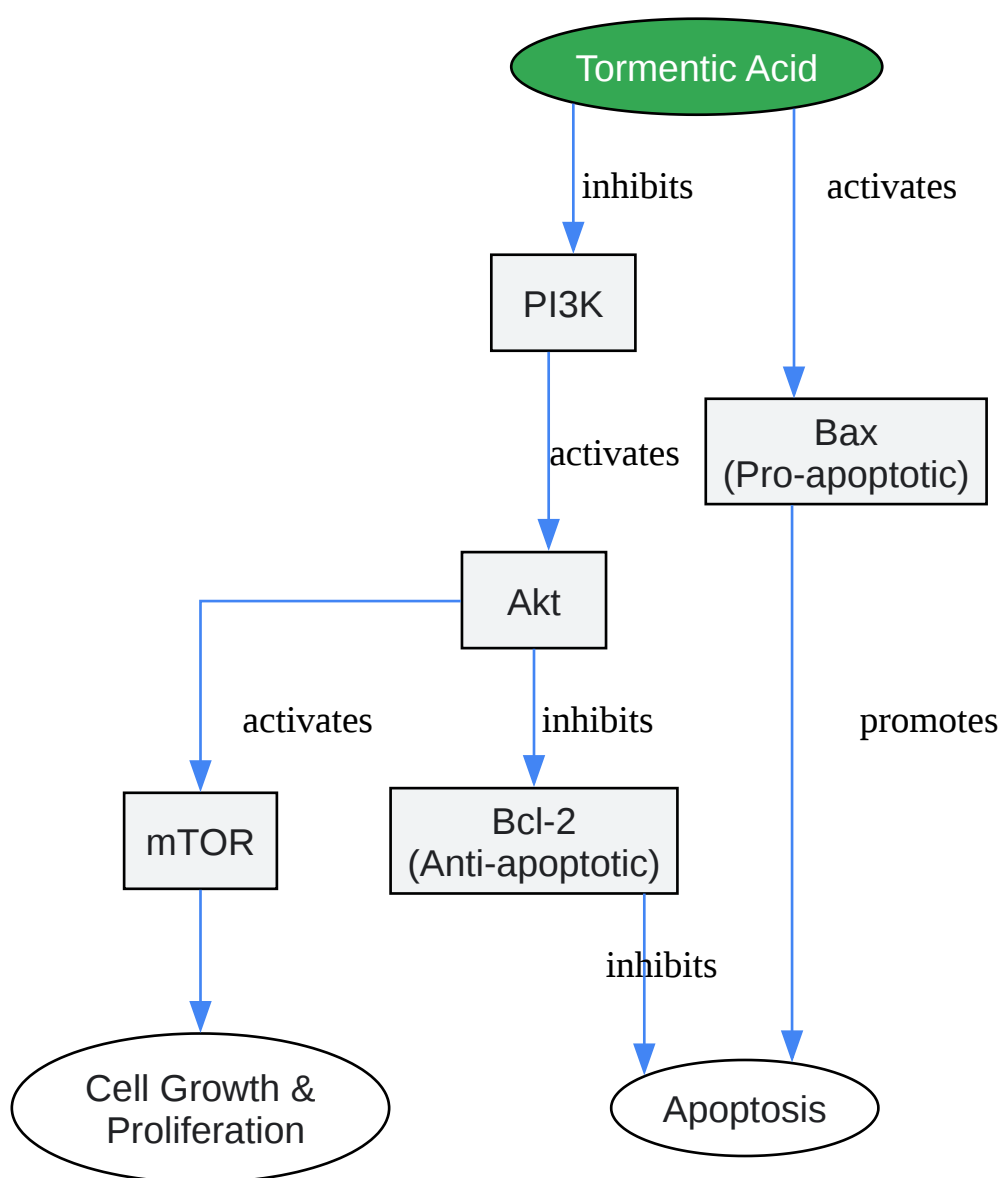 Tormentic Acid
inhibits
activates
PI3K
Bax
(Pro-apoptotic)
activates
Akt
activates
inhibits
promotes
mTOR
Bcl-2
(Anti-apoptotic)
inhibits
Cell Growth &
Proliferation
Apoptosis